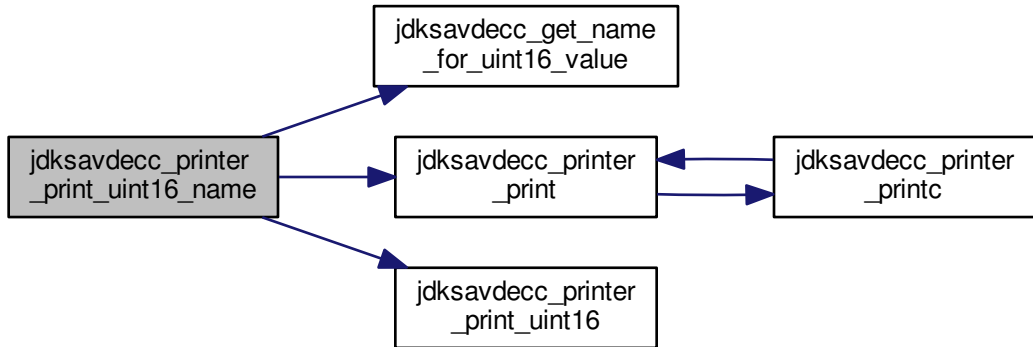 jdksavdecc_get_name
_for_uint16_value
jdksavdecc_printer
_print_uint16_name
jdksavdecc_printer
_print
jdksavdecc_printer
_printc
jdksavdecc_printer
_print_uint16